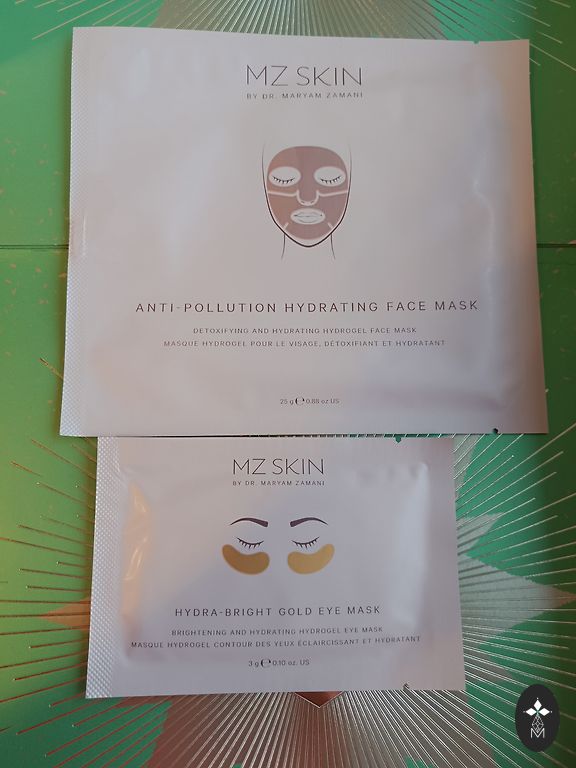 MZ SKIN
BY DR. MARYAM ZAMANI
ANTI-POLLUTION HYDRATING FACE MASK
DETOXIFYING AND HYDRATING HYDROGEL FACE MASK
MASQUE HYDROGEL POUR LE VISAGE, DÉTOXIFIANT ET HYDRATANT
25 g ℮ 0.88 oz US
MZ SKIN
BY DR. MARYAM ZAMANI
HYDRA-BRIGHT GOLD EYE MASK
BRIGHTENING AND HYDRATING HYDROGEL EYE MASK
MASQUE HYDROGEL CONTOUR DES YEUX ÉCLAIRCISSANT ET HYDRATANT
3 g ℮ 0.10 oz. US
M